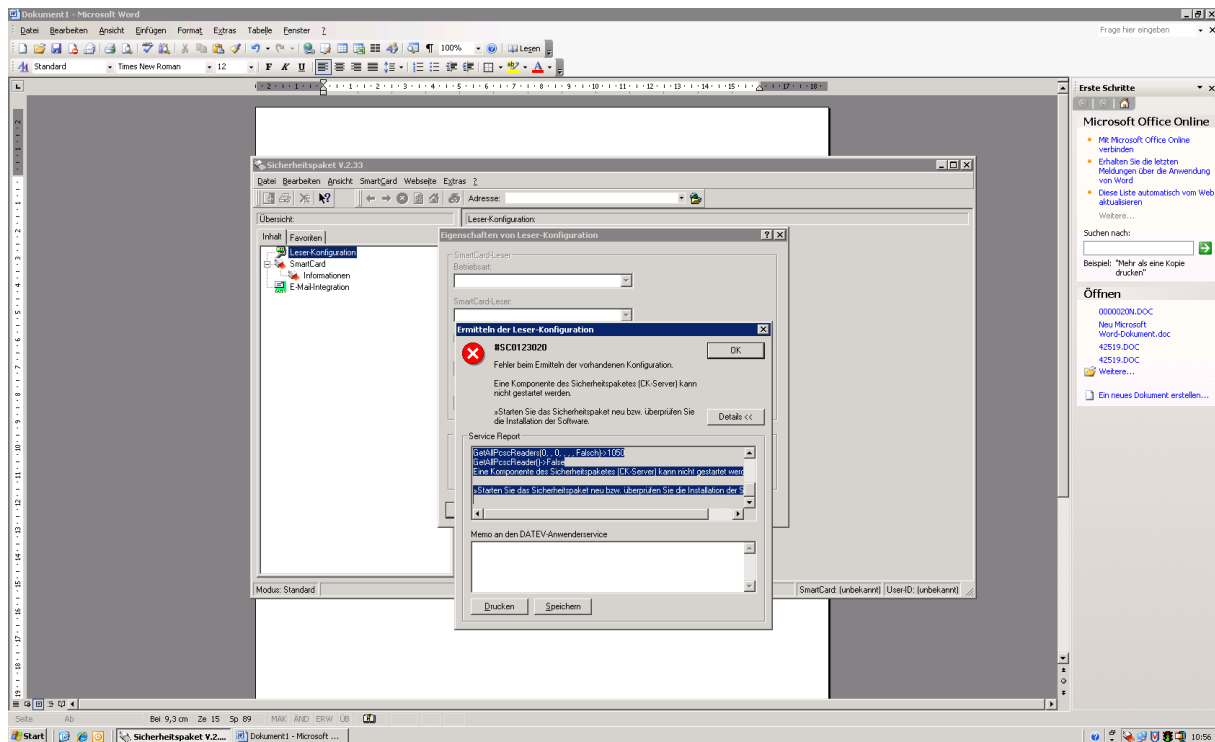 Dokument1 - Microsoft Word
Datei Bearbeiten Ansicht Einfügen Format Extras Tabelle Fenster ?
Frage hier eingeben
100%
Lesen
Standard
Times New Roman
12
F K U
Erste Schritte
Microsoft Office Online
Mit Microsoft Office Online
verbinden
Erhalten Sie die letzten
Meldungen über die Anwendung
von Word
Diese Liste automatisch vom Web
aktualisieren
Weitere...
Suchen nach:
Beispiel: "Mehr als eine Kopie
drucken"
Öffnen
0000020N.DOC
Neu Microsoft
Word-Dokument.doc
42519.DOC
42519.DOC
Weitere...
Ein neues Dokument erstellen...
Sicherheitspaket V.2.33
Datei Bearbeiten Ansicht SmartCard Webseite Extras ?
Adresse:
Übersicht:
Leser-Konfiguration:
Inhalt Favoriten
Leser-Konfiguration
SmartCard
Informationen
E-Mail-Integration
Eigenschaften von Leser-Konfiguration
SmartCard-Leser
Betriebsart:
SmartCard-Leser:
Ermitteln der Leser-Konfiguration
#SC0123020
OK
Fehler beim Ermitteln der vorhandenen Konfiguration.
Eine Komponente des Sicherheitspaketes (CK-Server) kann
nicht gestartet werden.
»Starten Sie das Sicherheitspaket neu bzw. überprüfen Sie
die Installation der Software.
Details <<
Service Report
GetAllPcscReaders(0, , 0, , , , Falsch)->1050
GetAllPcscReader()->False
Eine Komponente des Sicherheitspaketes (CK-Server) kann nicht gestartet werd
»Starten Sie das Sicherheitspaket neu bzw. überprüfen Sie die Installation der S
Memo an den DATEV-Anwenderservice
Drucken Speichern
Modus: Standard
SmartCard: (unbekannt) User-ID: (unbekannt)
Seite Ab Bei 9,3 cm Ze 15 Sp 89 MAK ÄND ERW ÜB
Start
Sicherheitspaket V.2....
Dokument1 - Microsoft ...
10:56